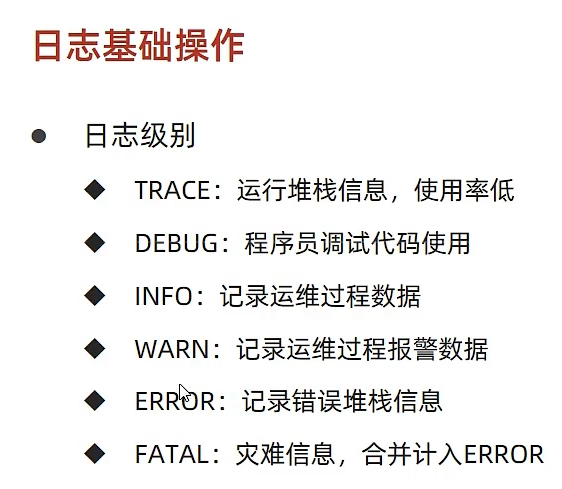 日志基础操作
● 日志级别
◆ TRACE：运行堆栈信息，使用率低
◆ DEBUG：程序员调试代码使用
◆ INFO：记录运维过程数据
◆ WARN：记录运维过程报警数据
◆ ERROR：记录错误堆栈信息
◆ FATAL：灾难信息，合并计入ERROR